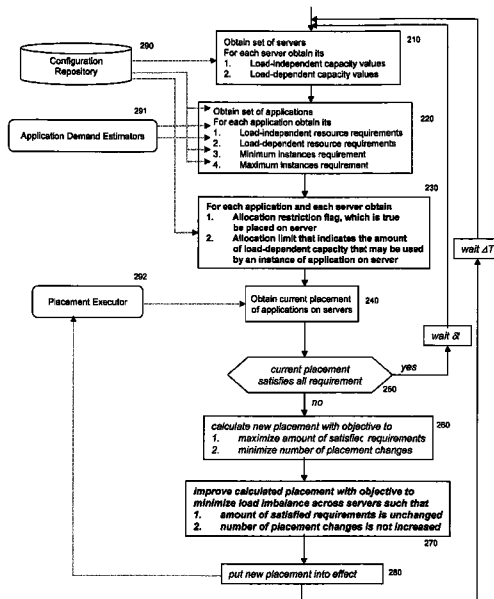 290
Configuration
Repository
210
Obtain set of servers
For each server obtain its
1. Load-independent capacity values
2. Load-dependent capacity values
291
Application Demand Estimators
220
Obtain set of applications
For each application obtain its
1. Load-independent resource requirements
2. Load-dependent resource requirements
3. Minimum instances requirement
4. Maximum instances requirement
230
For each application and each server obtain
1. Allocation restriction flag, which is true
be placed on server
2. Allocation limit that indicates the amount
of load-dependent capacity that may be used
by an instance of application on server
wait ΔT
292
Placement Executor
Obtain current placement
of applications on servers
240
wait δt
current placement
satisfies all requirement
yes
250
no
calculate new placement with objective to
1. maximize amount of satisfied requirements
2. minimize number of placement changes
260
improve calculated placement with objective to
minimize load imbalance across servers such that
1. amount of satisfied requirements is unchanged
2. number of placement changes is not increased
270
put new placement into effect
280